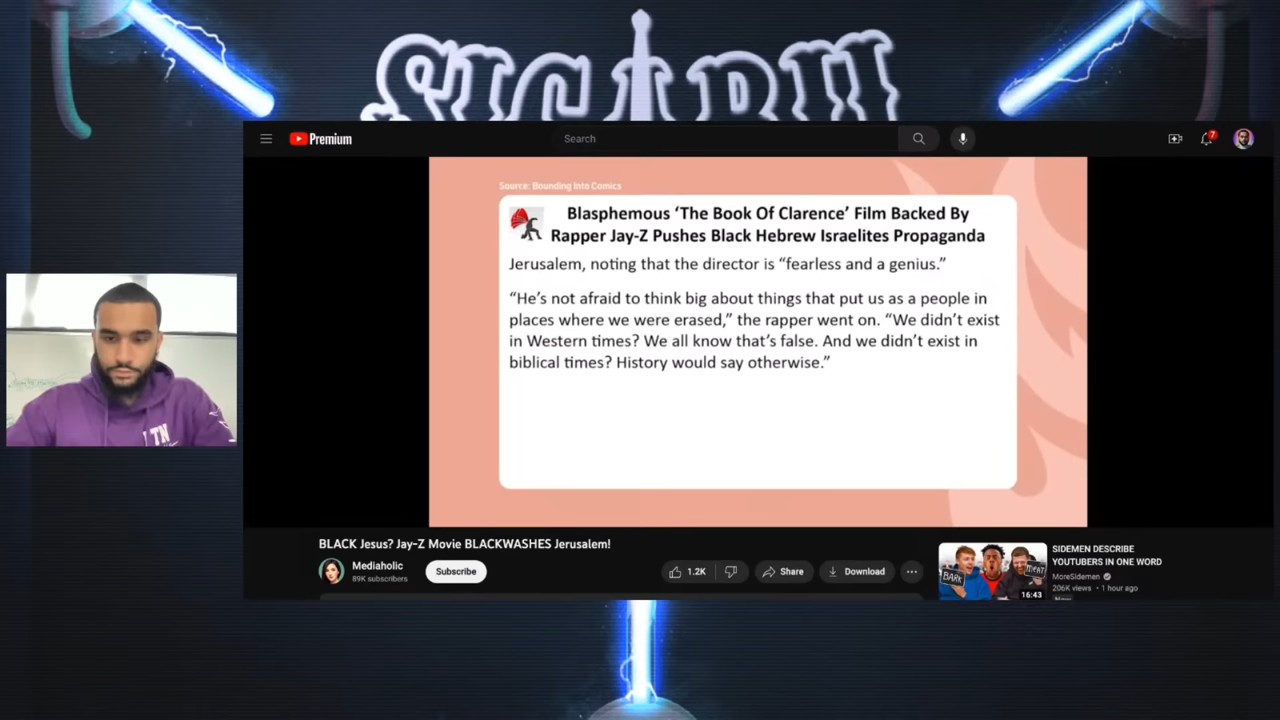 Premium
Search
7
Source: Bounding Into Comics
Blasphemous ‘The Book Of Clarence’ Film Backed By
Rapper Jay-Z Pushes Black Hebrew Israelites Propaganda
Jerusalem, noting that the director is “fearless and a genius.”
“He’s not afraid to think big about things that put us as a people in
places where we were erased,” the rapper went on. “We didn’t exist
in Western times? We all know that’s false. And we didn’t exist in
biblical times? History would say otherwise.”
BLACK Jesus? Jay-Z Movie BLACKWASHES Jerusalem!
Mediaholic
89K subscribers
Subscribe
1.2K
Share
Download
BARK
16:43
SIDEMEN DESCRIBE
YOUTUBERS IN ONE WORD
MoreSidemen
206K views • 1 hour ago
New